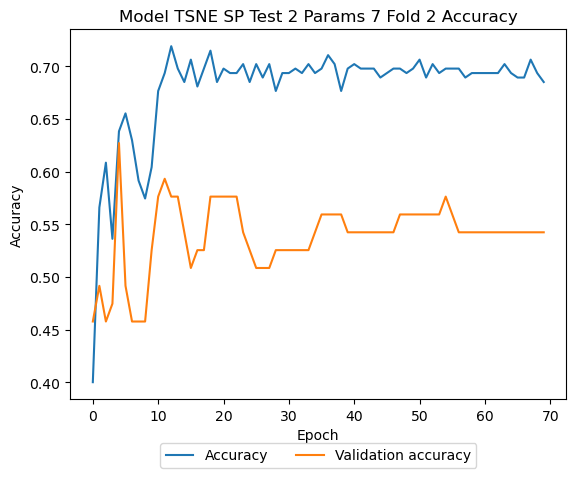 Model TSNE SP Test 2 Params 7 Fold 2 Accuracy
0.70
0.65
0.60
0.55
0.50
0.45
0.40
Accuracy
0 10 20 30 40 50 60 70
Epoch
Accuracy Validation accuracy